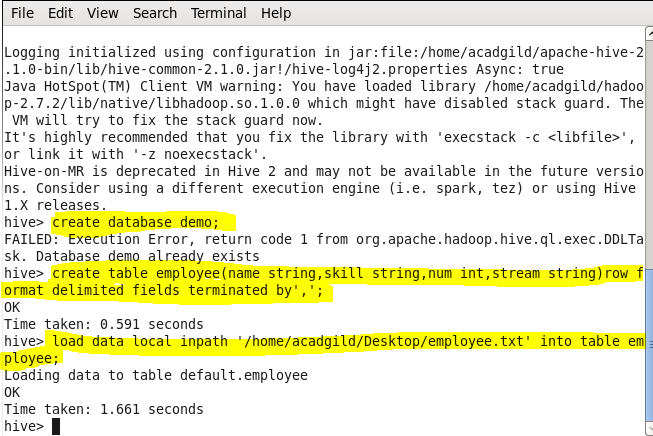 File Edit View Search Terminal Help
Logging initialized using configuration in jar:file:/home/acadgild/apache-hive-2
.1.0-bin/lib/hive-common-2.1.0.jar!/hive-log4j2.properties Async: true
Java HotSpot(TM) Client VM warning: You have loaded library /home/acadgild/hadoo
p-2.7.2/lib/native/libhadoop.so.1.0.0 which might have disabled stack guard. The
 VM will try to fix the stack guard now.
It's highly recommended that you fix the library with 'execstack -c <libfile>',
or link it with '-z noexecstack'.
Hive-on-MR is deprecated in Hive 2 and may not be available in the future versio
ns. Consider using a different execution engine (i.e. spark, tez) or using Hive
1.X releases.
hive> create database demo;
FAILED: Execution Error, return code 1 from org.apache.hadoop.hive.ql.exec.DDLTa
sk. Database demo already exists
hive> create table employee(name string,skill string,num int,stream string)row f
ormat delimited fields terminated by',';
OK
Time taken: 0.591 seconds
hive> load data local inpath '/home/acadgild/Desktop/employee.txt' into table em
ployee;
Loading data to table default.employee
OK
Time taken: 1.661 seconds
hive>